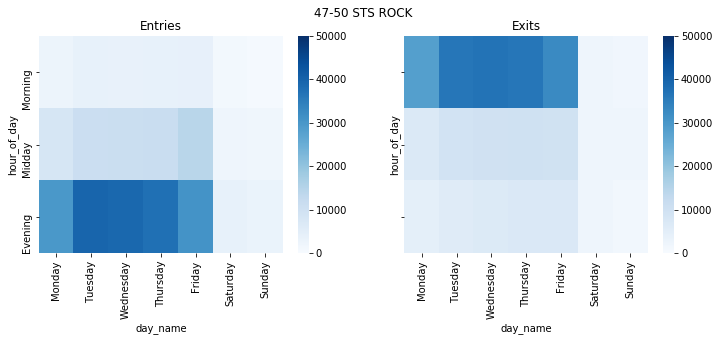 47-50 STS ROCK
Entries
Exits
hour_of_day
Morning
Midday
Evening
50000
40000
30000
20000
10000
0
hour_of_day
50000
40000
30000
20000
10000
0
Monday
Tuesday
Wednesday
Thursday
Friday
Saturday
Sunday
Monday
Tuesday
Wednesday
Thursday
Friday
Saturday
Sunday
day_name
day_name